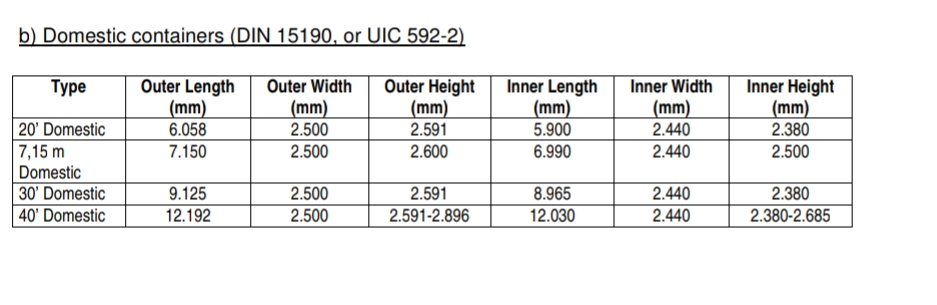 b) Domestic containers (DIN 15190, or UIC 592-2)
Type Outer Length (mm) Outer Width (mm) Outer Height (mm) Inner Length (mm) Inner Width (mm) Inner Height (mm)
20' Domestic 6.058 2.500 2.591 5.900 2.440 2.380
7,15 m Domestic 7.150 2.500 2.600 6.990 2.440 2.500
30' Domestic 9.125 2.500 2.591 8.965 2.440 2.380
40' Domestic 12.192 2.500 2.591-2.896 12.030 2.440 2.380-2.685